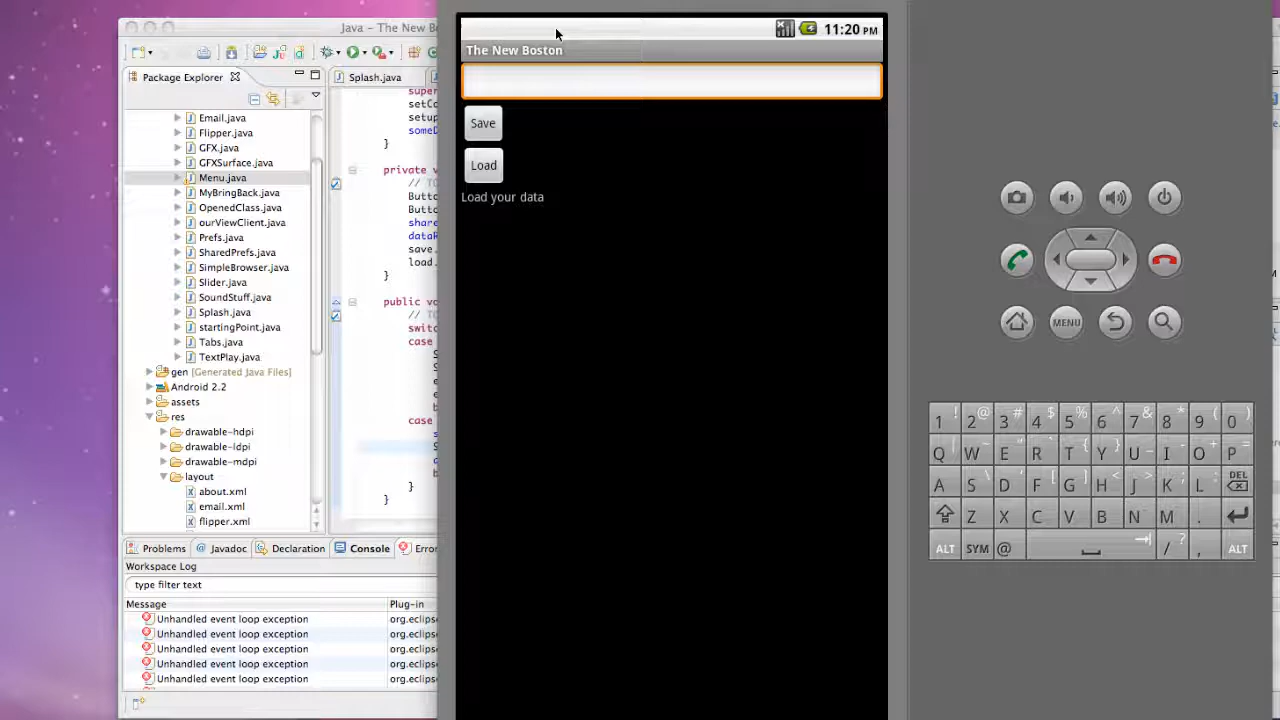 Java - The New Bo
Package Explorer
Email.java
Flipper.java
GFX.java
GFXSurface.java
Menu.java
MyBringBack.java
OpenedClass.java
ourViewClient.java
Prefs.java
SharedPrefs.java
SimpleBrowser.java
Slider.java
SoundStuff.java
Splash.java
startingPoint.java
Tabs.java
TextPlay.java
gen [Generated Java Files]
Android 2.2
assets
res
drawable-hdpi
drawable-ldpi
drawable-mdpi
layout
about.xml
email.xml
flipper.xml
Splash.java
super
setCo
setup
someD
}
private v
// TO
Butto
Butto
share
dataR
save.
load.
}
public vo
// TO
switc
case
S
S
e
b
case
s
S
d
b
}
}
Problems
Javadoc
Declaration
Console
Erro
Workspace Log
type filter text
Message Plug-in
Unhandled event loop exception org.eclipse
Unhandled event loop exception org.eclipse
Unhandled event loop exception org.eclipse
Unhandled event loop exception org.eclipse
Unhandled event loop exception org.eclipse
11:20 PM
The New Boston
Save
Load
Load your data
MENU
1 ! 2 @ 3 # 4 $ 5 % 6 ^ 7 & 8 * 9 ( 0 )
Q | W ~ E " R ` T { Y } U _ I - O + P =
A S \ D ' F [ G ] H < J > K ; L : DEL
Z X C V B N M .
ALT SYM @ / ? , ALT